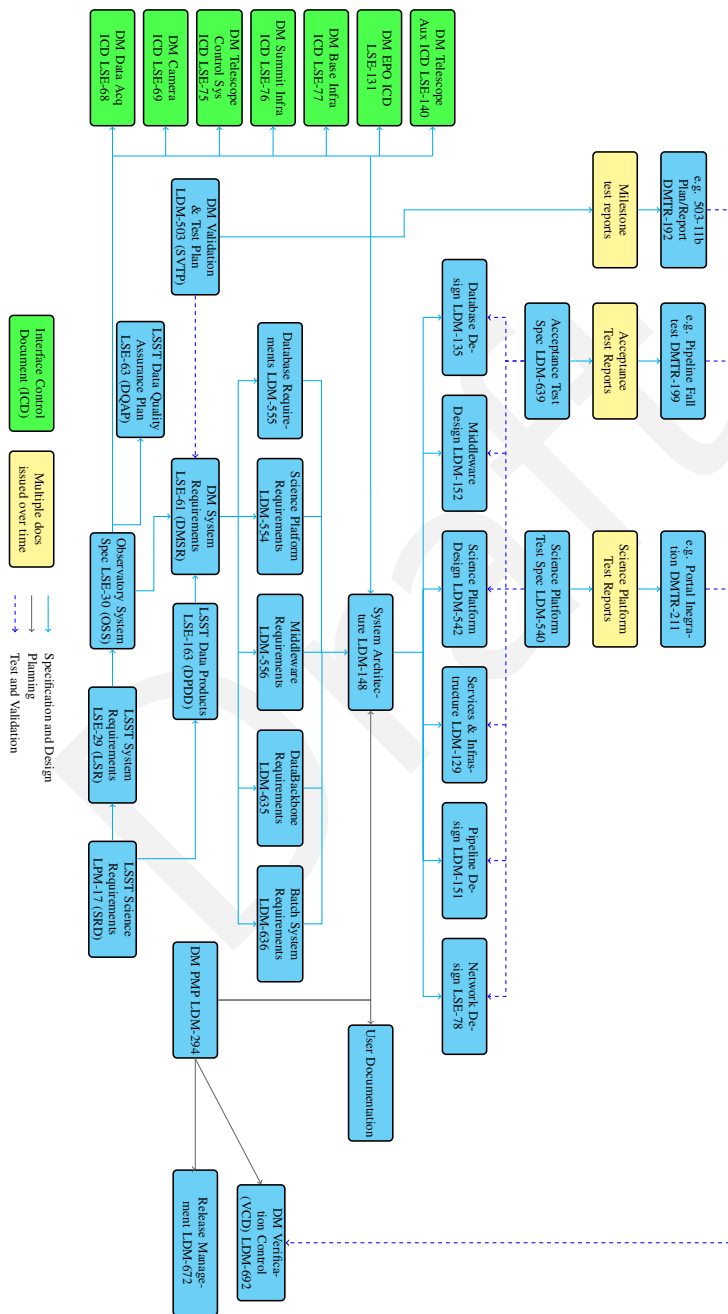 DM Telescope
Aux ICD LSE-140
DM EPO ICD
LSE-131
DM Base Infra
ICD LSE-77
DM Summit Infra
ICD LSE-76
DM Telescope
Control Sys
ICD LSE-75
DM Camera
ICD LSE-69
DM Data Acq
ICD LSE-68
e.g. 503-11b
Plan/Report
DMTR-192
e.g. Pipeline Fall
test DMTR-199
e.g. Portal Inegra-
tion DMTR-211
Milestone
test reports
Acceptance
Test Reports
Science Platform
Test Reports
Acceptance Test
Spec LDM-639
Science Platform
Test Spec LDM-540
Database De-
sign LDM-135
Middleware
Design LDM-152
Science Platform
Design LDM-542
Services & Infras-
tructure LDM-129
Pipeline De-
sign LDM-151
Network De-
sign LSE-78
System Architec-
ture LDM-148
User Documentation
Database Require-
ments LDM-555
Science Platform
Requirements
LDM-554
Middleware
Requirements
LDM-556
DataBackbone
Requirements
LDM-635
Batch System
Requirements
LDM-636
DM Verifica-
tion Control
(VCD) LDM-692
DM Validation
& Test Plan
LDM-503 (SVTP)
DM System
Requirements
LSE-61 (DMSR)
LSST Data Products
LSE-163 (DPDD)
DM PMP LDM-294
Release Manage-
ment LDM-672
LSST Data Quality
Assurance Plan
LSE-63 (DQAP)
Observatory System
Spec LSE-30 (OSS)
LSST System
Requirements
LSE-29 (LSR)
LSST Science
Requirements
LPM-17 (SRD)
Interface Control
Document (ICD)
Multiple docs
issued over time
Specification and Design
Planning
Test and Validation
Draft